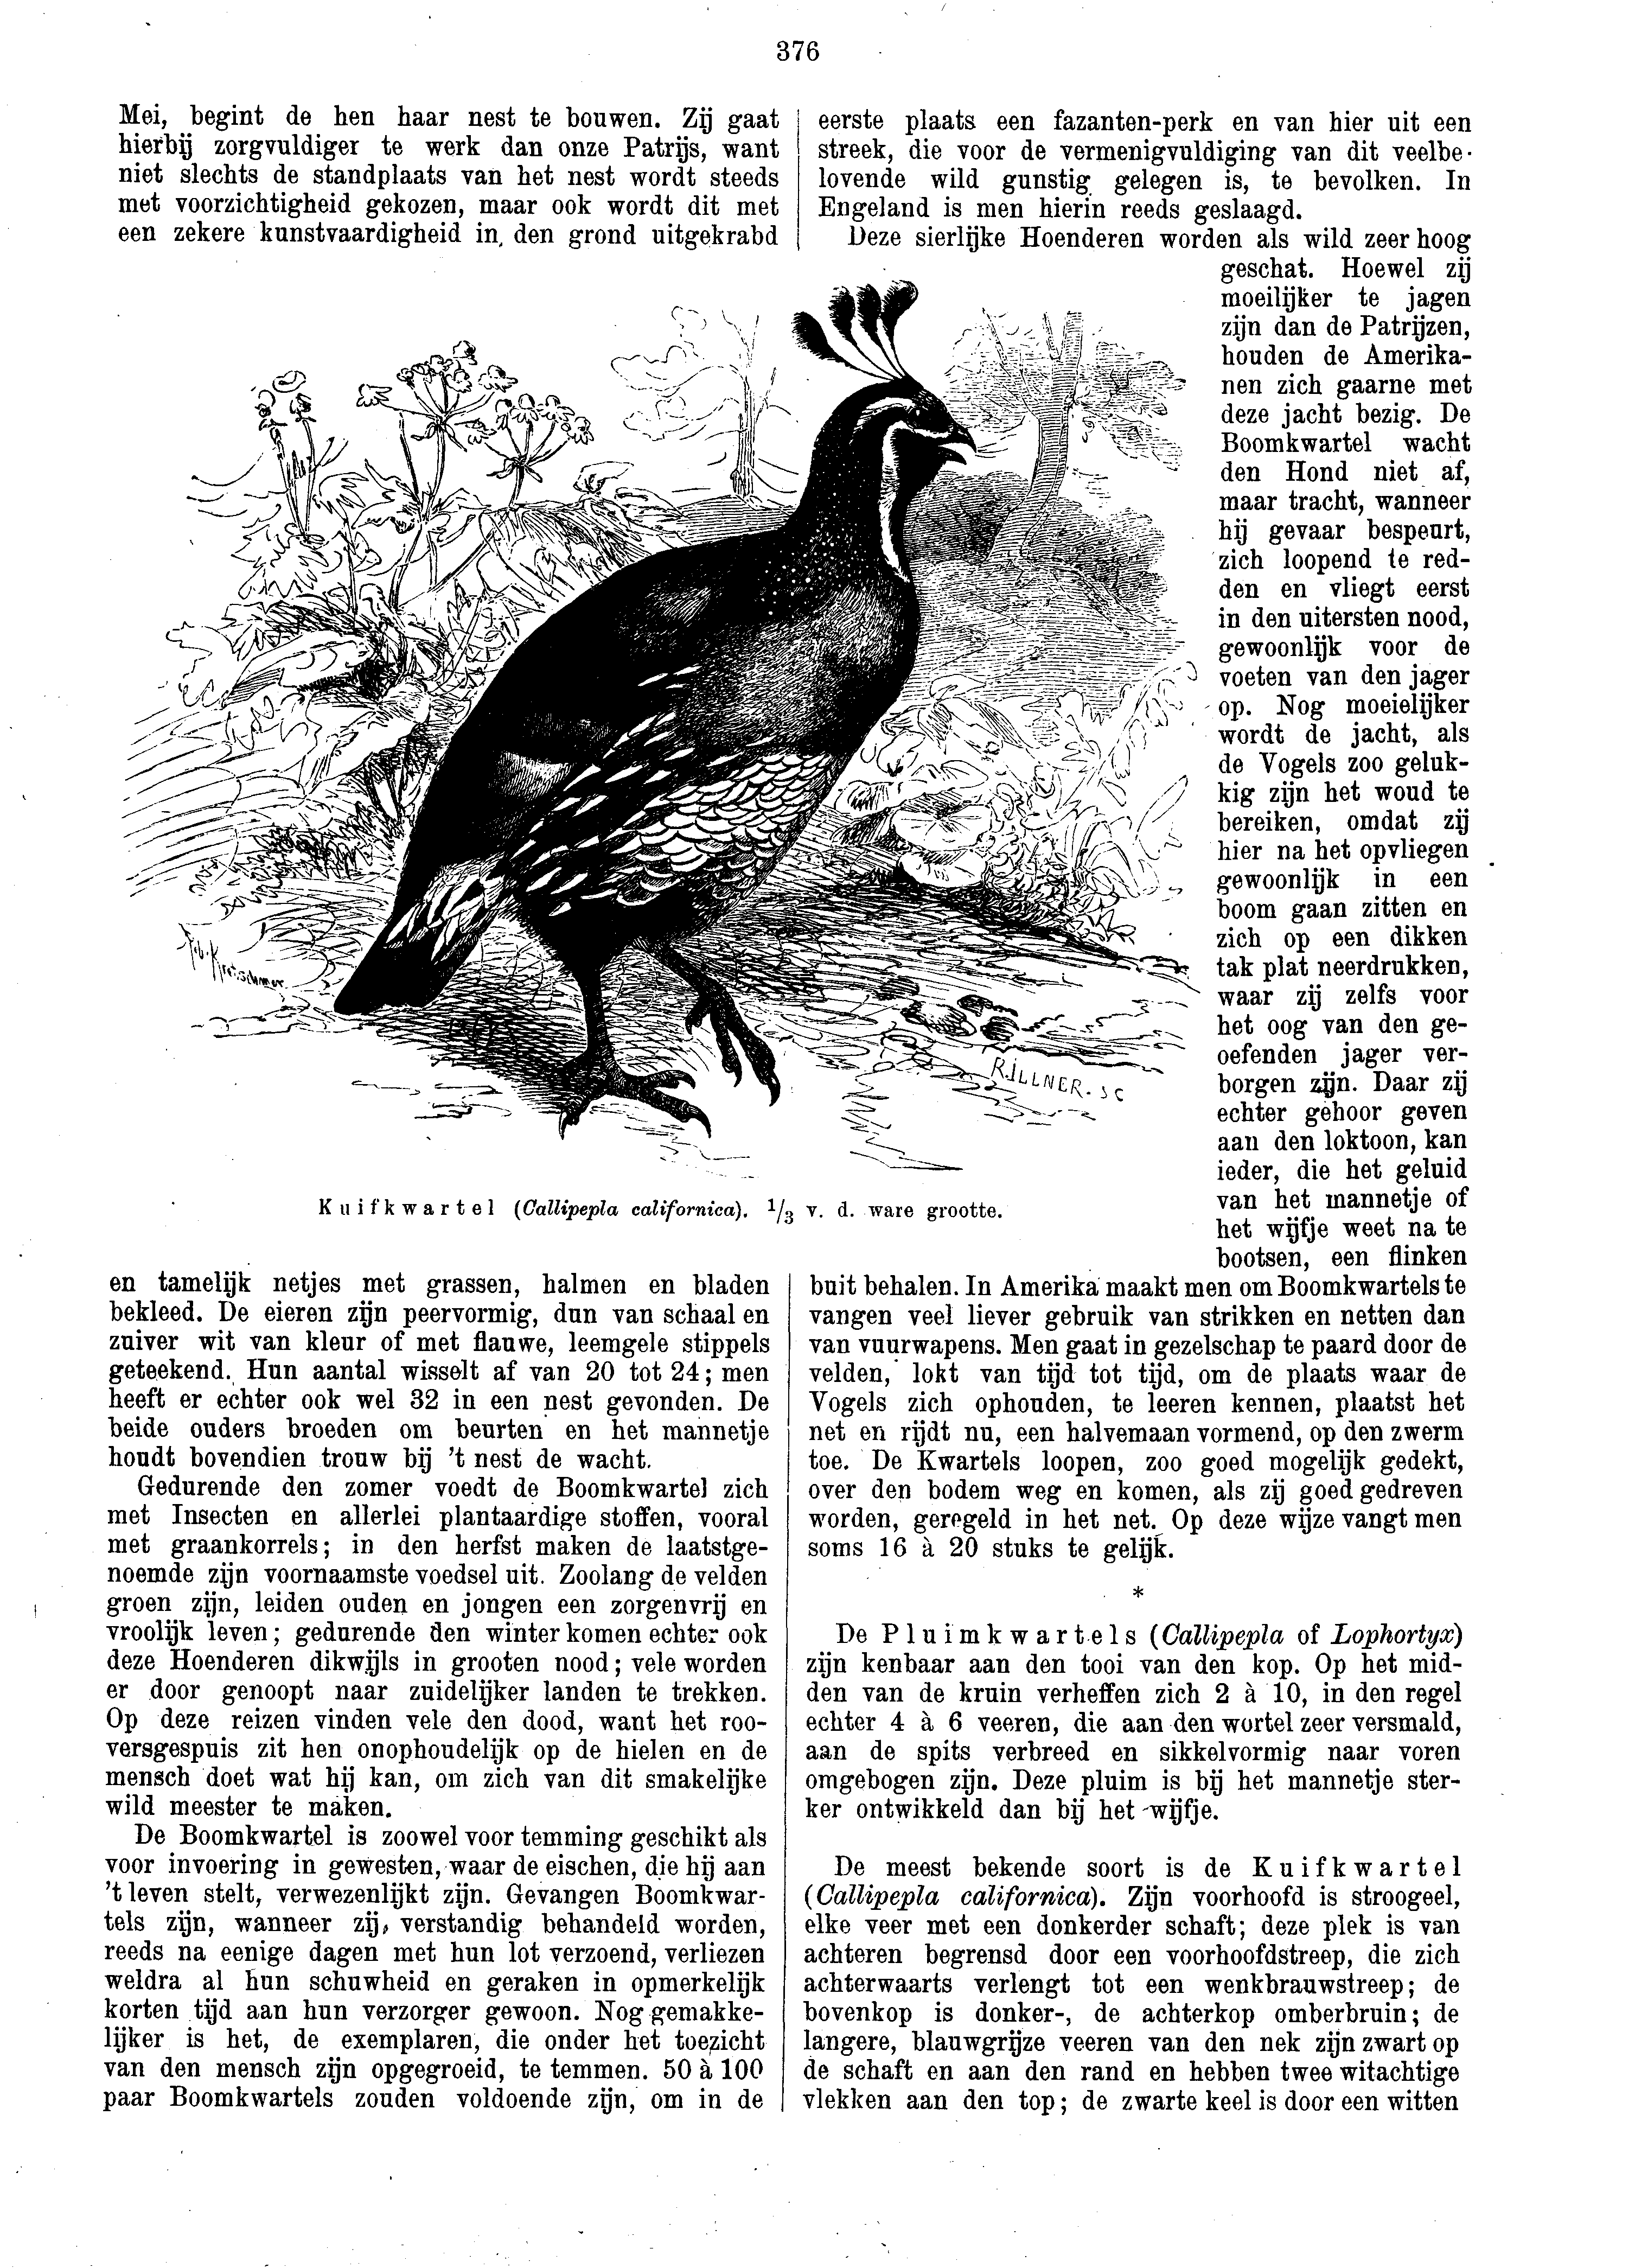 376
Mei, begint de hen haar nest te bouwen. Zij gaat
hierbij zorgvuldiger te werk dan onze Patrijs, want
niet slechts de standplaats van het nest wordt steeds
met voorzichtigheid gekozen, maar ook wordt dit met
een zekere kunstvaardigheid in den grond uitgekrabd
Fib. Kretschmer
R. ILLNER. SC
Kuifkwartel (Callipepla californica). 1/3 v. d. ware grootte.
en tamelijk netjes met grassen, halmen en bladen
bekleed. De eieren zijn peervormig, dun van schaal en
zuiver wit van kleur of met flauwe, leemgele stippels
geteekend. Hun aantal wisselt af van 20 tot 24; men
heeft er echter ook wel 32 in een nest gevonden. De
beide ouders broeden om beurten en het mannetje
houdt bovendien trouw bij 't nest de wacht.
Gedurende den zomer voedt de Boomkwartel zich
met Insecten en allerlei plantaardige stoffen, vooral
met graankorrels; in den herfst maken de laatstge-
noemde zijn voornaamste voedsel uit. Zoolang de velden
groen zijn, leiden ouden en jongen een zorgenvrij en
vroolijk leven; gedurende den winter komen echter ook
deze Hoenderen dikwijls in grooten nood; vele worden
er door genoopt naar zuidelijker landen te trekken.
Op deze reizen vinden vele den dood, want het roo-
versgespuis zit hen onophoudelijk op de hielen en de
mensch doet wat hij kan, om zich van dit smakelijke
wild meester te maken.
De Boomkwartel is zoowel voor temming geschikt als
voor invoering in gewesten, waar de eischen, die hij aan
't leven stelt, verwezenlijkt zijn. Gevangen Boomkwar-
tels zijn, wanneer zij, verstandig behandeld worden,
reeds na eenige dagen met hun lot verzoend, verliezen
weldra al hun schuwheid en geraken in opmerkelijk
korten tijd aan hun verzorger gewoon. Nog gemakke-
lijker is het, de exemplaren, die onder het toezicht
van den mensch zijn opgegroeid, te temmen. 50 à 100
paar Boomkwartels zouden voldoende zijn, om in de
eerste plaats een fazanten-perk en van hier uit een
streek, die voor de vermenigvuldiging van dit veelbe-
lovende wild gunstig gelegen is, te bevolken. In
Engeland is men hierin reeds geslaagd.
Deze sierlijke Hoenderen worden als wild zeer hoog
geschat. Hoewel zij
moeilijker te jagen
zijn dan de Patrijzen,
houden de Amerika-
nen zich gaarne met
deze jacht bezig. De
Boomkwartel wacht
den Hond niet af,
maar tracht, wanneer
hij gevaar bespeurt,
zich loopend te red-
den en vliegt eerst
in den uitersten nood,
gewoonlijk voor de
voeten van den jager
op. Nog moeielijker
wordt de jacht, als
de Vogels zoo geluk-
kig zijn het woud te
bereiken, omdat zij
hier na het opvliegen
gewoonlijk in een
boom gaan zitten en
zich op een dikken
tak plat neerdrukken,
waar zij zelfs voor
het oog van den ge-
oefenden jager ver-
borgen zijn. Daar zij
echter gehoor geven
aan den loktoon, kan
ieder, die het geluid
van het mannetje of
het wijfje weet na te
bootsen, een flinken
buit behalen. In Amerika maakt men om Boomkwartels te
vangen veel liever gebruik van strikken en netten dan
van vuurwapens. Men gaat in gezelschap te paard door de
velden, lokt van tijd tot tijd, om de plaats waar de
Vogels zich ophouden, te leeren kennen, plaatst het
net en rijdt nu, een halvemaan vormend, op den zwerm
toe. De Kwartels loopen, zoo goed mogelijk gedekt,
over den bodem weg en komen, als zij goed gedreven
worden, geregeld in het net. Op deze wijze vangt men
soms 16 à 20 stuks te gelijk.
*
De Pluimkwartels (Callipepla of Lophortyx)
zijn kenbaar aan den tooi van den kop. Op het mid-
den van de kruin verheffen zich 2 à 10, in den regel
echter 4 à 6 veeren, die aan den wortel zeer versmald,
aan de spits verbreed en sikkelvormig naar voren
omgebogen zijn. Deze pluim is bij het mannetje ster-
ker ontwikkeld dan bij het wijfje.
De meest bekende soort is de Kuifkwartel
(Callipepla californica). Zijn voorhoofd is stroogeel,
elke veer met een donkerder schaft; deze plek is van
achteren begrensd door een voorhoofdstreep, die zich
achterwaarts verlengt tot een wenkbrauwstreep; de
bovenkop is donker-, de achterkop omberbruin; de
langere, blauwgrijze veeren van den nek zijn zwart op
de schaft en aan den rand en hebben twee witachtige
vlekken aan den top; de zwarte keel is door een witten